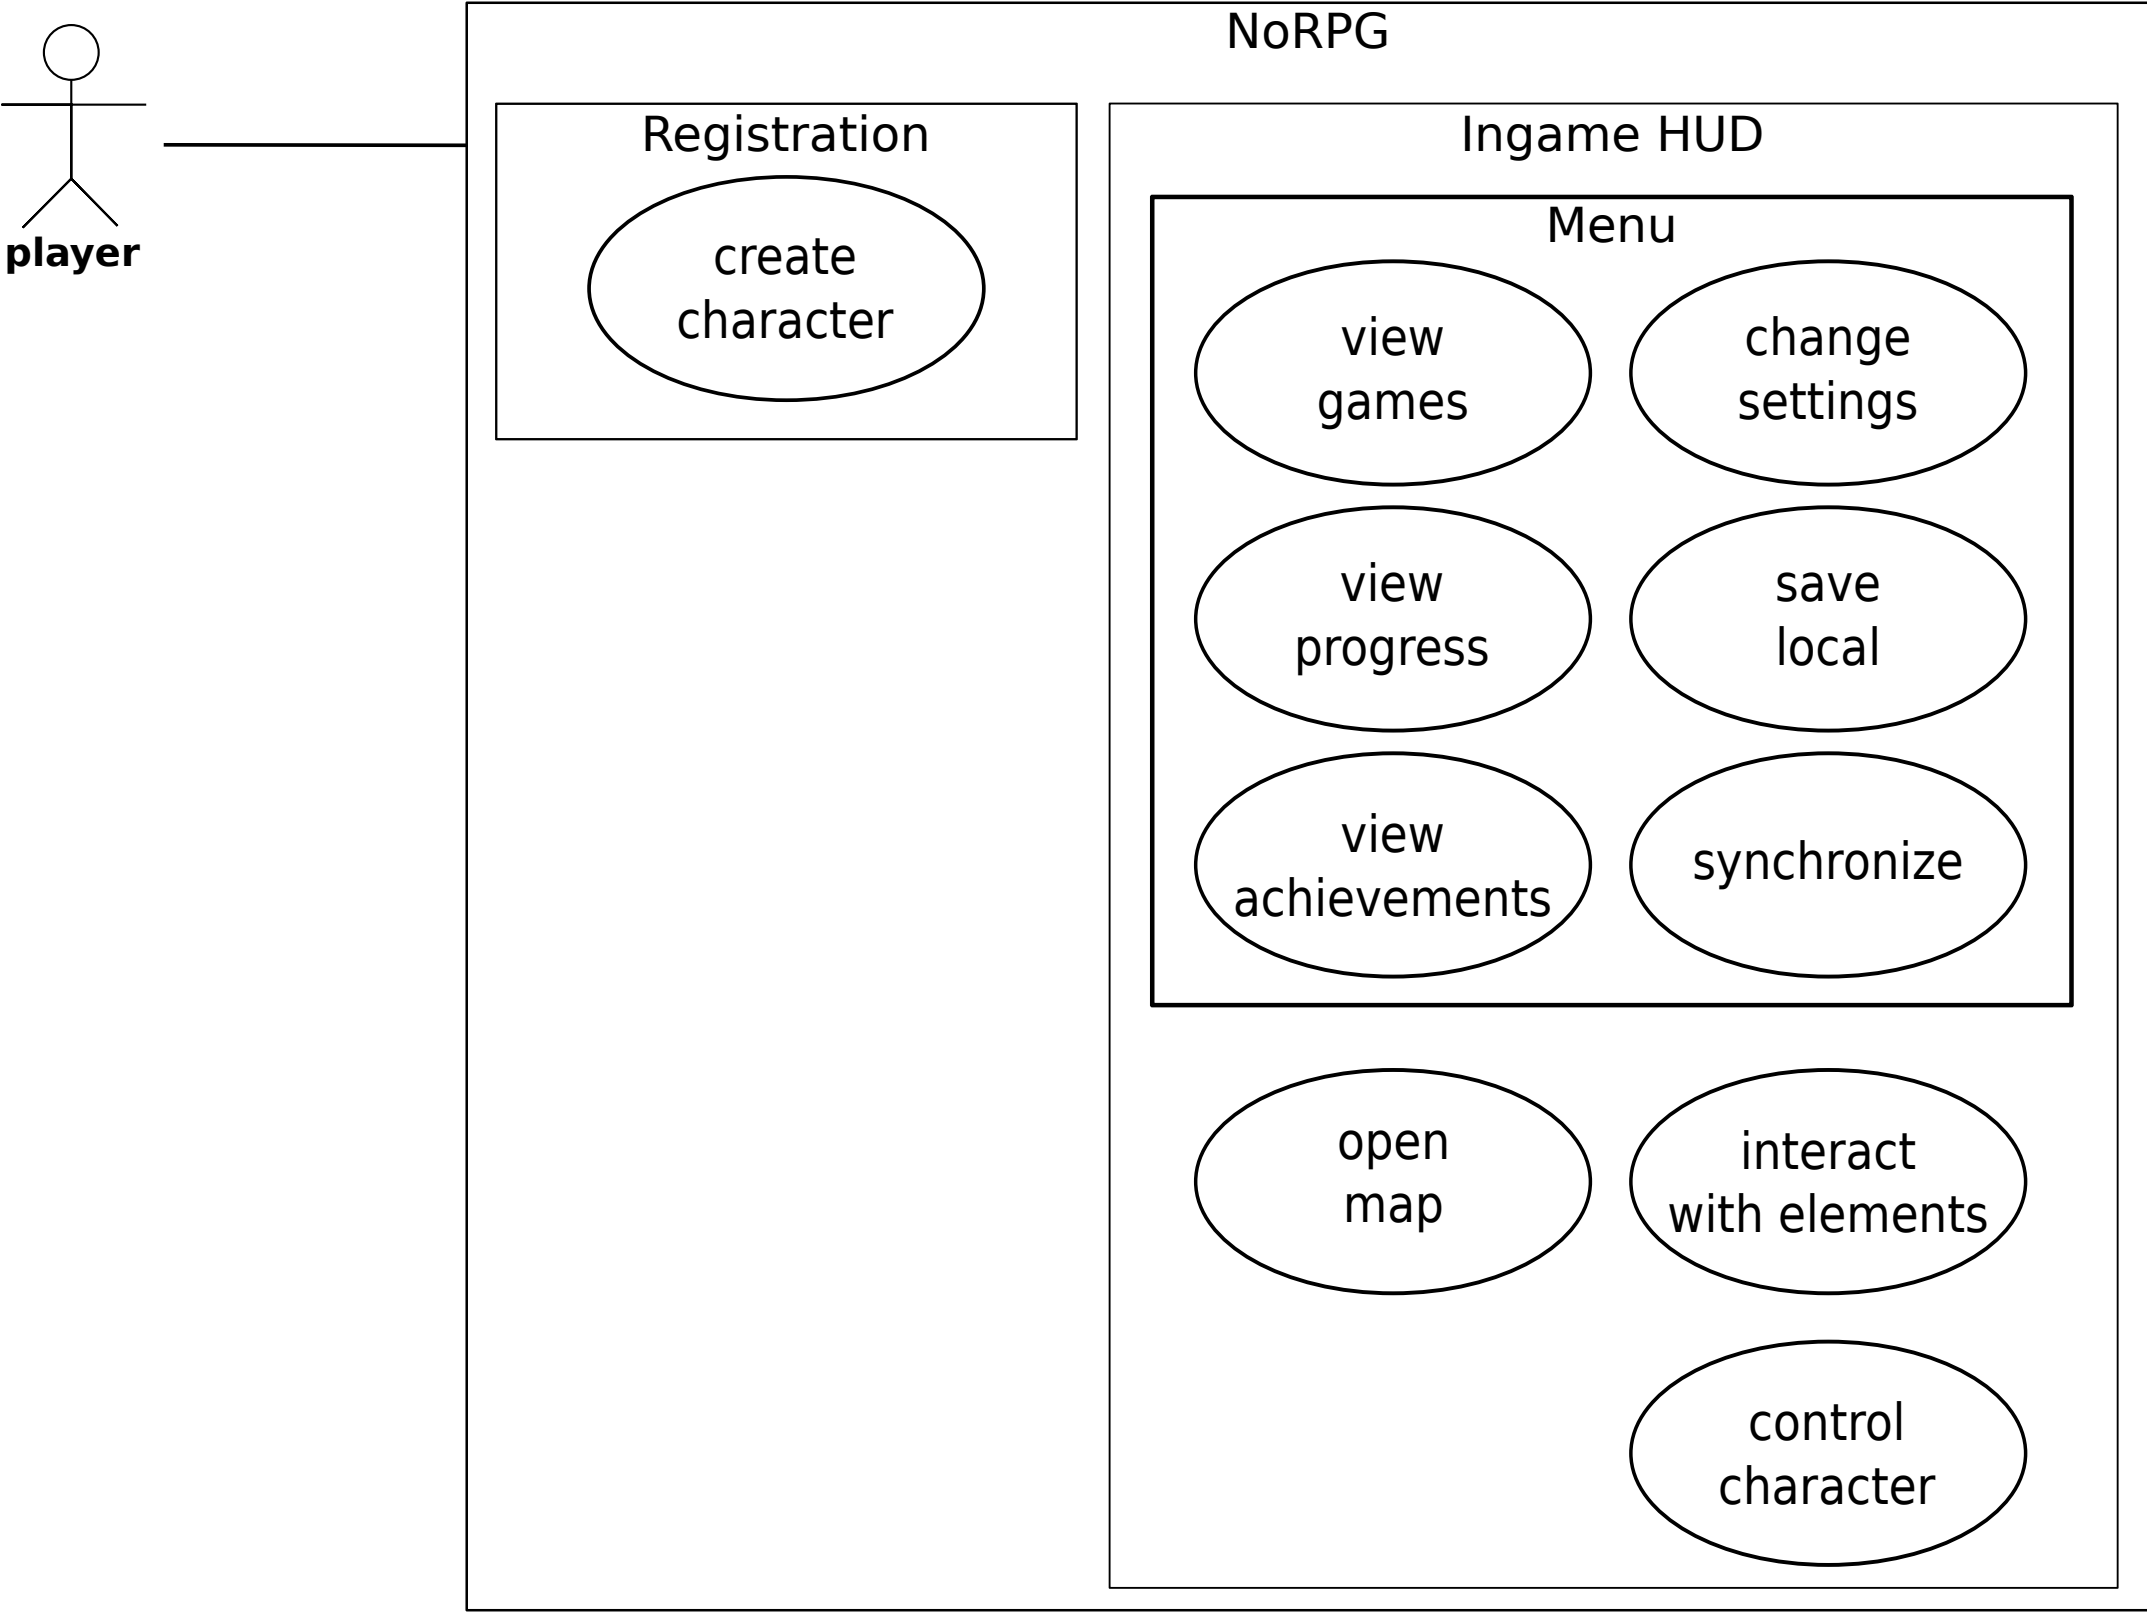 NoRPG
player
Registration
create
character
Ingame HUD
Menu
view
games
change
settings
view
progress
save
local
view
achievements
synchronize
open
map
interact
with elements
control
character